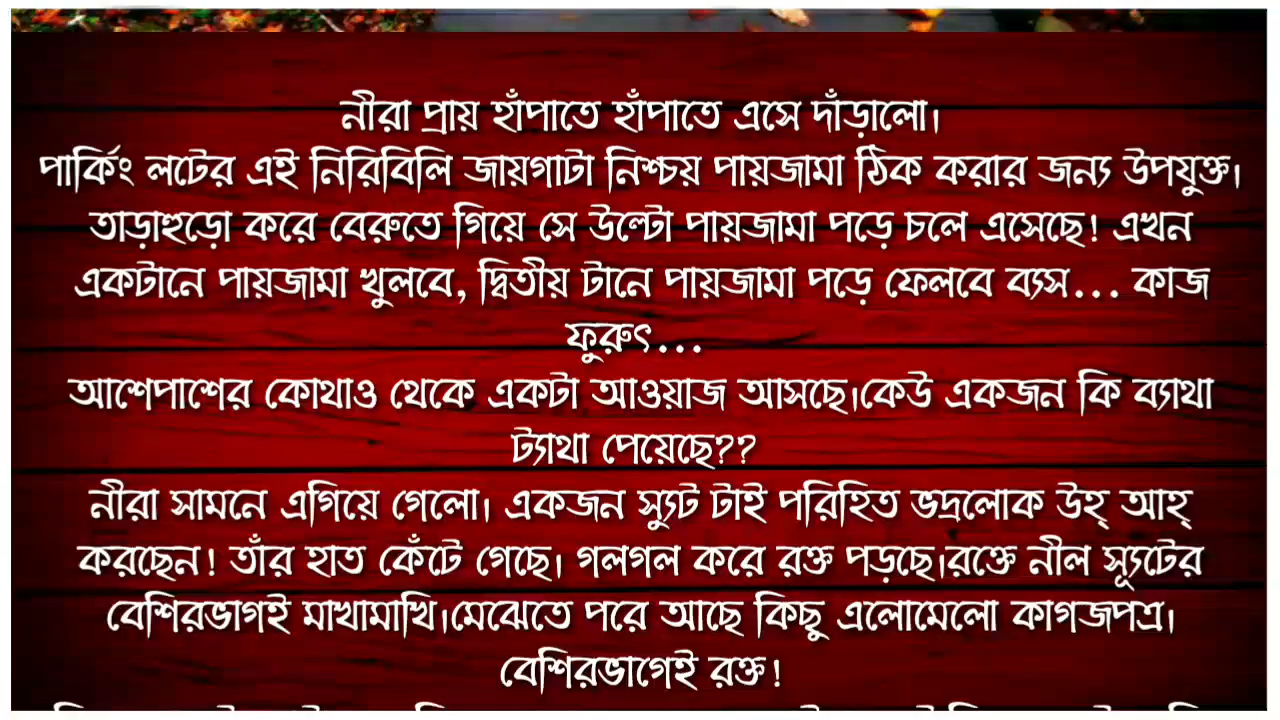 নীরা প্রায় হাঁপাতে হাঁপাতে এসে দাঁড়ালো।
পার্কিং লটের এই নিরিবিলি জায়গাটা নিশ্চয় পায়জামা ঠিক করার জন্য উপযুক্ত।
তাড়াহুড়ো করে বেরুতে গিয়ে সে উল্টো পায়জামা পড়ে চলে এসেছে! এখন
একটানে পায়জামা খুলবে, দ্বিতীয় টানে পায়জামা পড়ে ফেলবে ব্যস... কাজ
ফুরুৎ...
আশেপাশের কোথাও থেকে একটা আওয়াজ আসছে।কেউ একজন কি ব্যাথা
ট্যাথা পেয়েছে??
নীরা সামনে এগিয়ে গেলো। একজন স্যুট টাই পরিহিত ভদ্রলোক উহ্ আহ্
করছেন! তাঁর হাত কেঁটে গেছে। গলগল করে রক্ত পড়ছে।রক্তে নীল স্যূটের
বেশিরভাগই মাখামাখি।মেঝেতে পরে আছে কিছু এলোমেলো কাগজপত্র।
বেশিরভাগেই রক্ত!